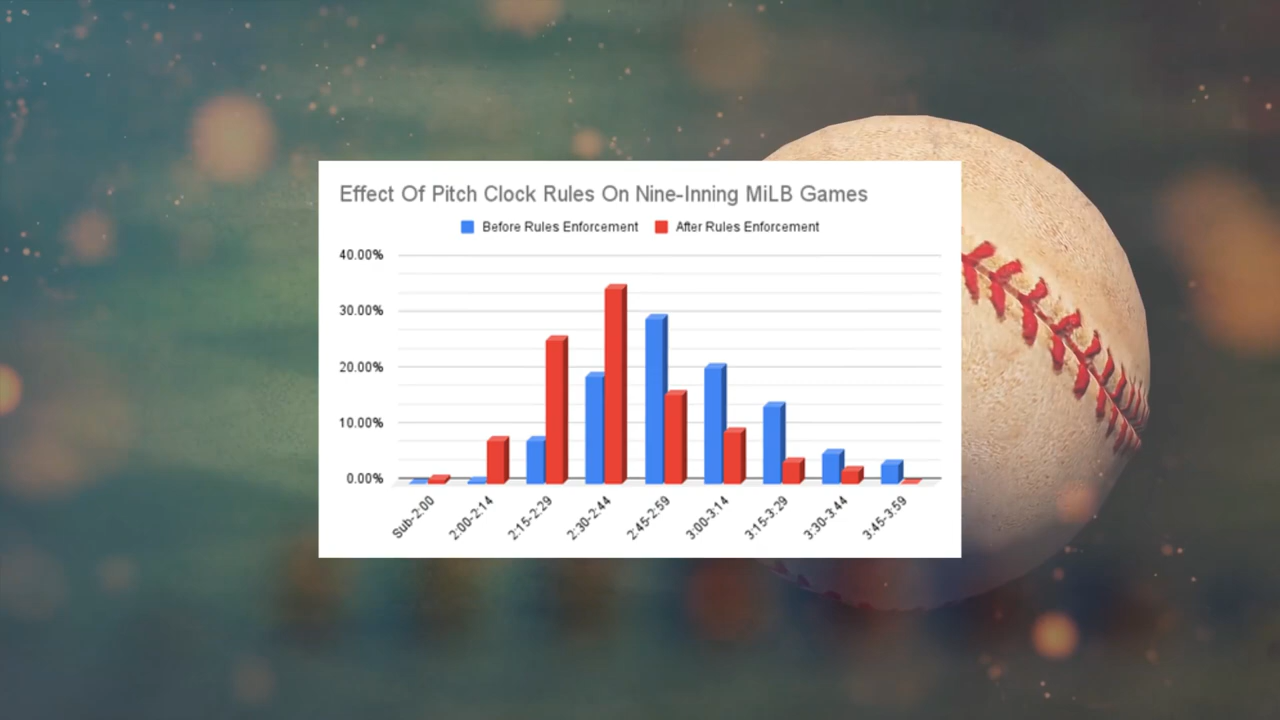 Effect Of Pitch Clock Rules On Nine-Inning MiLB Games
Before Rules Enforcement After Rules Enforcement
40.00%
30.00%
20.00%
10.00%
0.00%
Sub-2:00 2:00-2:14 2:15-2:29 2:30-2:44 2:45-2:59 3:00-3:14 3:15-3:29 3:30-3:44 3:45-3:59